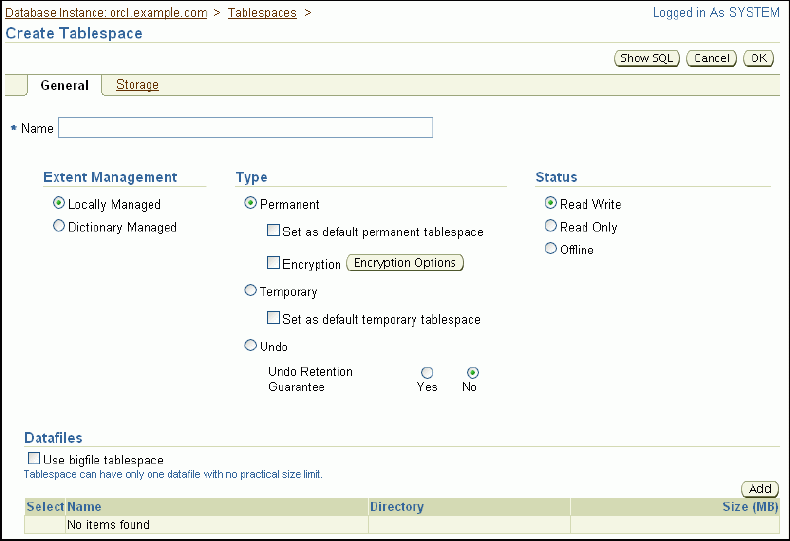 Database Instance: orcl.example.com > Tablespaces >
Logged in As SYSTEM
Create Tablespace
Show SQL Cancel OK
General Storage
* Name
Extent Management
Locally Managed
Dictionary Managed
Type
Permanent
Set as default permanent tablespace
Encryption Encryption Options
Temporary
Set as default temporary tablespace
Undo
Undo Retention
Guarantee
Yes No
Status
Read Write
Read Only
Offline
Datafiles
Use bigfile tablespace
Tablespace can have only one datafile with no practical size limit.
Add
Select Name Directory Size (MB)
No items found